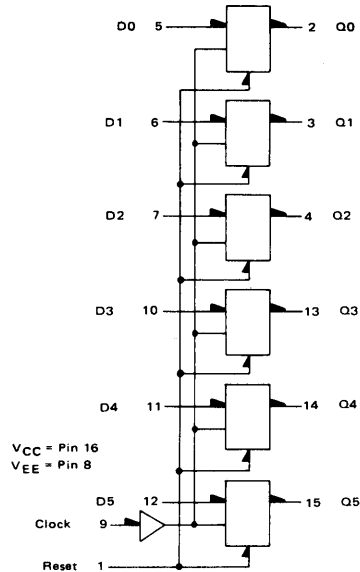 D0 5 2 Q0
D1 6 3 Q1
D2 7 4 Q2
D3 10 13 Q3
D4 11 14 Q4
VCC = Pin 16
VEE = Pin 8
D5 12 15 Q5
Clock 9
Reset 1